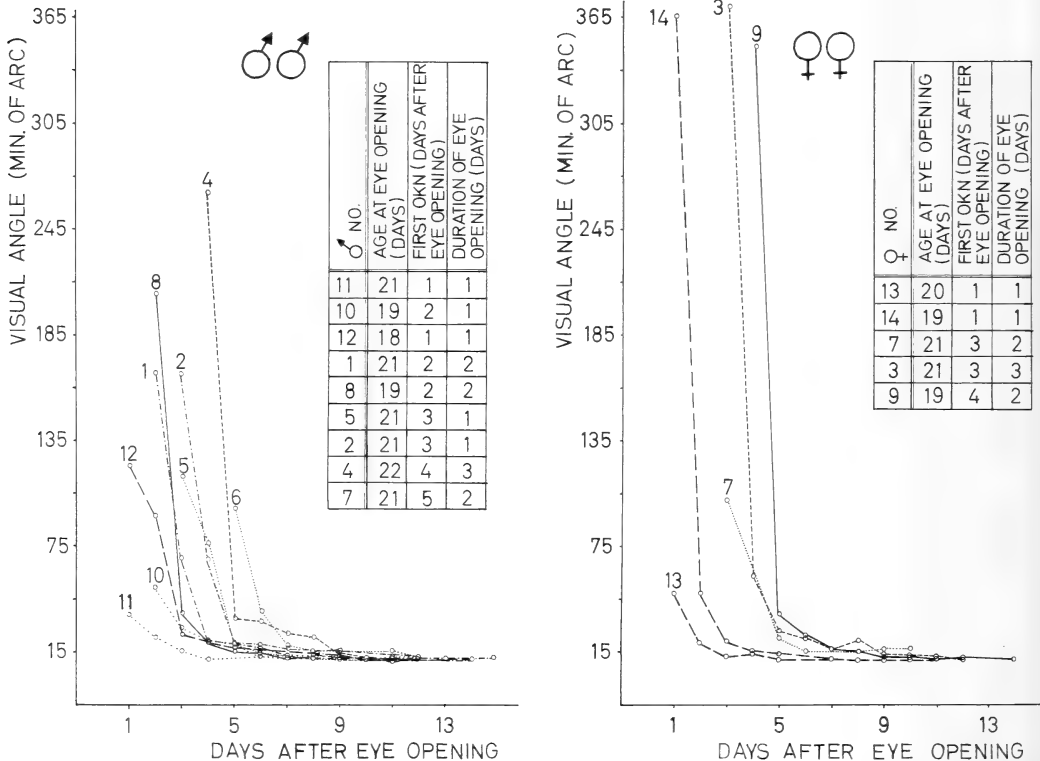 VISUAL ANGLE (MIN. OF ARC)
365
305
245
185
135
75
15
1 5 9 13
DAYS AFTER EYE OPENING
4
8
1
2
12
5
6
10
11
♂♂
♂ NO. AGE AT EYE OPENING (DAYS) FIRST OKN (DAYS AFTER EYE OPENING) DURATION OF EYE OPENING (DAYS)
11 21 1 1
10 19 2 1
12 18 1 1
1 21 2 2
8 19 2 2
5 21 3 1
2 21 3 1
4 22 4 3
7 21 5 2
VISUAL ANGLE (MIN. OF ARC)
365
305
245
185
135
75
15
1 5 9 13
DAYS AFTER EYE OPENING
14
3
9
7
13
♀♀
♀ NO. AGE AT EYE OPENING (DAYS) FIRST OKN (DAYS AFTER EYE OPENING) DURATION OF EYE OPENING (DAYS)
13 20 1 1
14 19 1 1
7 21 3 2
3 21 3 3
9 19 4 2